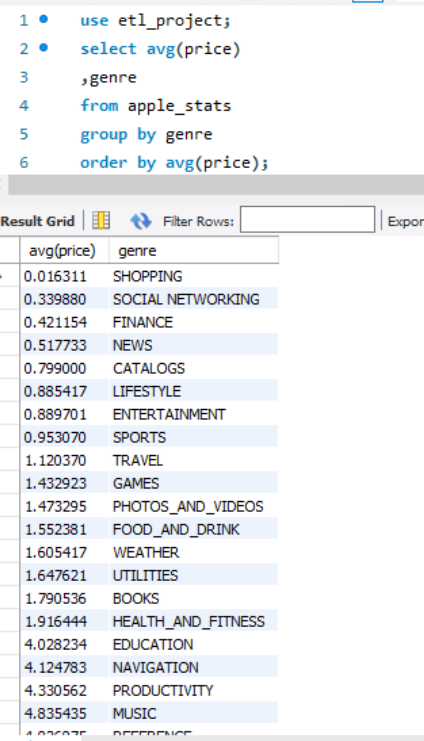 1 use etl_project;
2 select avg(price)
3 ,genre
4 from apple_stats
5 group by genre
6 order by avg(price);
Result Grid Filter Rows: Expor
avg(price) genre
0.016311 SHOPPING
0.339880 SOCIAL NETWORKING
0.421154 FINANCE
0.517733 NEWS
0.799000 CATALOGS
0.885417 LIFESTYLE
0.889701 ENTERTAINMENT
0.953070 SPORTS
1.120370 TRAVEL
1.432923 GAMES
1.473295 PHOTOS_AND_VIDEOS
1.552381 FOOD_AND_DRINK
1.605417 WEATHER
1.647621 UTILITIES
1.790536 BOOKS
1.916444 HEALTH_AND_FITNESS
4.028234 EDUCATION
4.124783 NAVIGATION
4.330562 PRODUCTIVITY
4.835435 MUSIC